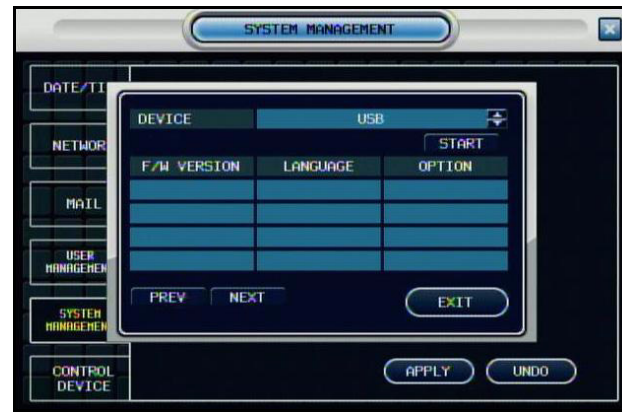 SYSTEM MANAGEMENT
DATE/TI
NETWOR
MAIL
USER
MANAGEMEN
SYSTEM
MANAGEMEN
CONTROL
DEVICE
DEVICE USB
START
F/W VERSION LANGUAGE OPTION
PREV NEXT EXIT
APPLY UNDO